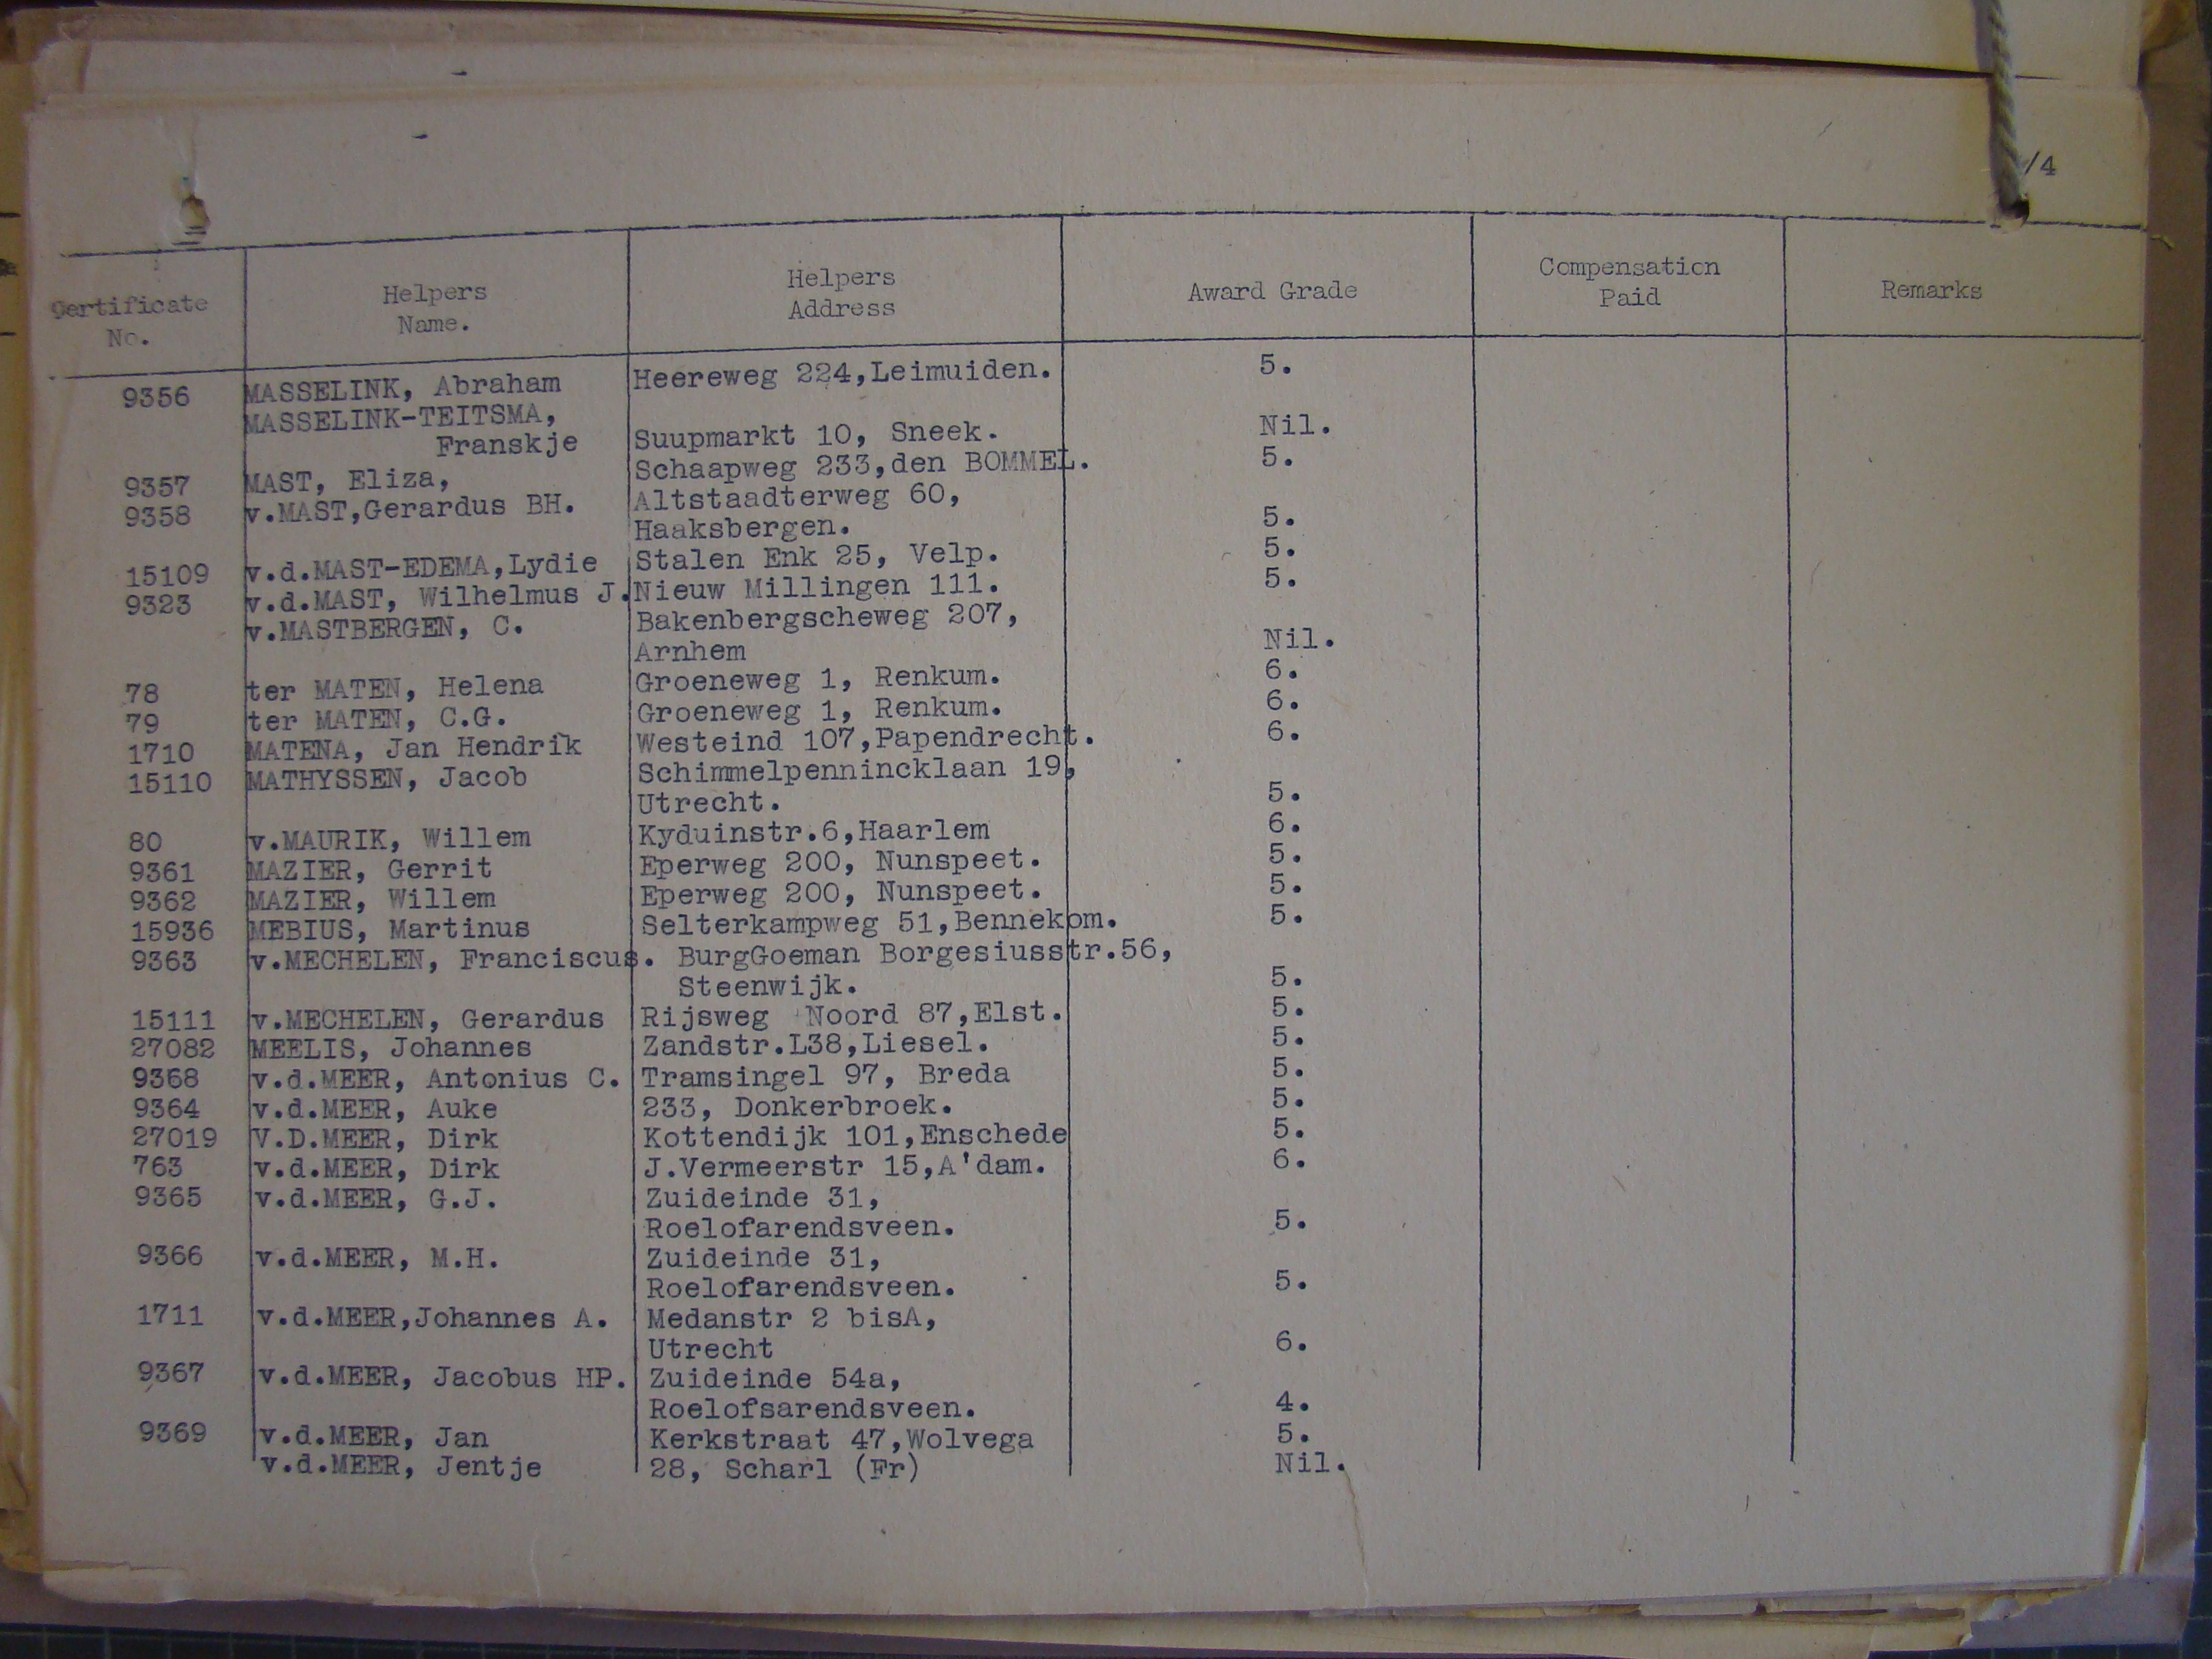 /4
Certificate No. Helpers Name. Helpers Address Award Grade Compensation Paid Remarks
9356 MASSELINK, Abraham Heereweg 224,Leimuiden. 5.
MASSELINK-TEITSMA,
Franskje Suupmarkt 10, Sneek. Nil.
9357 MAST, Eliza, Schaapweg 233,den BOMMEL. 5.
9358 v.MAST,Gerardus BH. Altstaadterweg 60,
Haaksbergen. 5.
15109 v.d.MAST-EDEMA,Lydie Stalen Enk 25, Velp. 5.
9323 v.d.MAST, Wilhelmus J. Nieuw Millingen 111. 5.
v.MASTBERGEN, C. Bakenbergscheweg 207,
Arnhem Nil.
78 ter MATEN, Helena Groeneweg 1, Renkum. 6.
79 ter MATEN, C.G. Groeneweg 1, Renkum. 6.
1710 MATENA, Jan Hendrik Westeind 107,Papendrecht. 6.
15110 MATHYSSEN, Jacob Schimmelpennincklaan 19,
Utrecht. 5.
80 v.MAURIK, Willem Kyduinstr.6,Haarlem 6.
9361 MAZIER, Gerrit Eperweg 200, Nunspeet. 5.
9362 MAZIER, Willem Eperweg 200, Nunspeet. 5.
15936 MEBIUS, Martinus Selterkampweg 51,Bennekom. 5.
9363 v.MECHELEN, Franciscus. BurgGoeman Borgesiusstr.56,
Steenwijk. 5.
15111 v.MECHELEN, Gerardus Rijsweg Noord 87,Elst. 5.
27082 MEELIS, Johannes Zandstr.L38,Liesel. 5.
9368 v.d.MEER, Antonius C. Tramsingel 97, Breda 5.
9364 v.d.MEER, Auke 233, Donkerbroek. 5.
27019 V.D.MEER, Dirk Kottendijk 101,Enschede 5.
763 v.d.MEER, Dirk J.Vermeerstr 15,A'dam. 6.
9365 v.d.MEER, G.J. Zuideinde 31,
Roelofarendsveen. 5.
9366 v.d.MEER, M.H. Zuideinde 31,
Roelofarendsveen. 5.
1711 v.d.MEER,Johannes A. Medanstr 2 bisA,
Utrecht 6.
9367 v.d.MEER, Jacobus HP. Zuideinde 54a,
Roelofsarendsveen. 4.
9369 v.d.MEER, Jan Kerkstraat 47,Wolvega 5.
v.d.MEER, Jentje 28, Scharl (Fr) Nil.